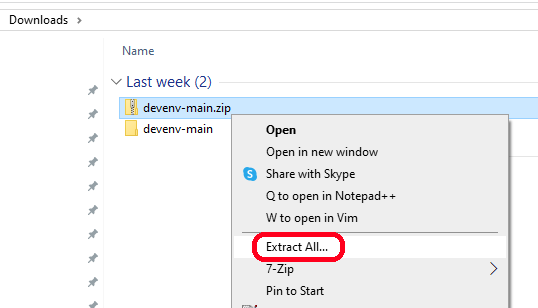 Downloads
Name
Last week (2)
devenv-main.zip
devenv-main
Open
Open in new window
Share with Skype
Q to open in Notepad++
W to open in Vim
Extract All...
7-Zip
Pin to Start